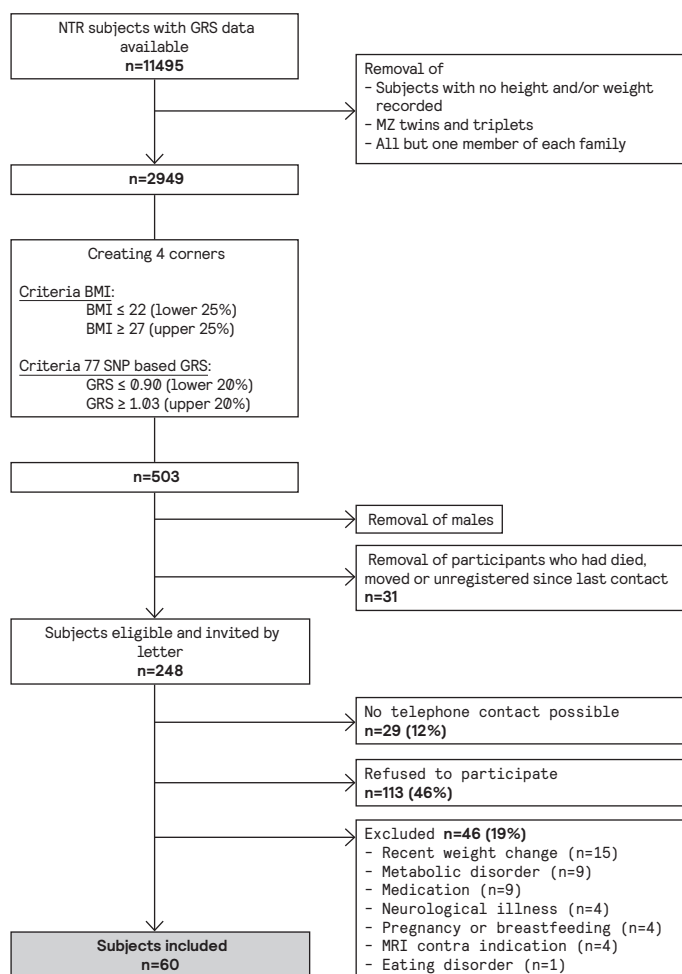 NTR subjects with GRS data
available
n=11495
Removal of
- Subjects with no height and/or weight
recorded
- MZ twins and triplets
- All but one member of each family
n=2949
Creating 4 corners
Criteria BMI:
BMI ≤ 22 (lower 25%)
BMI ≥ 27 (upper 25%)
Criteria 77 SNP based GRS:
GRS ≤ 0.90 (lower 20%)
GRS ≥ 1.03 (upper 20%)
n=503
Removal of males
Removal of participants who had died,
moved or unregistered since last contact
n=31
Subjects eligible and invited by
letter
n=248
No telephone contact possible
n=29 (12%)
Refused to participate
n=113 (46%)
Excluded n=46 (19%)
- Recent weight change (n=15)
- Metabolic disorder (n=9)
- Medication (n=9)
- Neurological illness (n=4)
- Pregnancy or breastfeeding (n=4)
- MRI contra indication (n=4)
- Eating disorder (n=1)
Subjects included
n=60